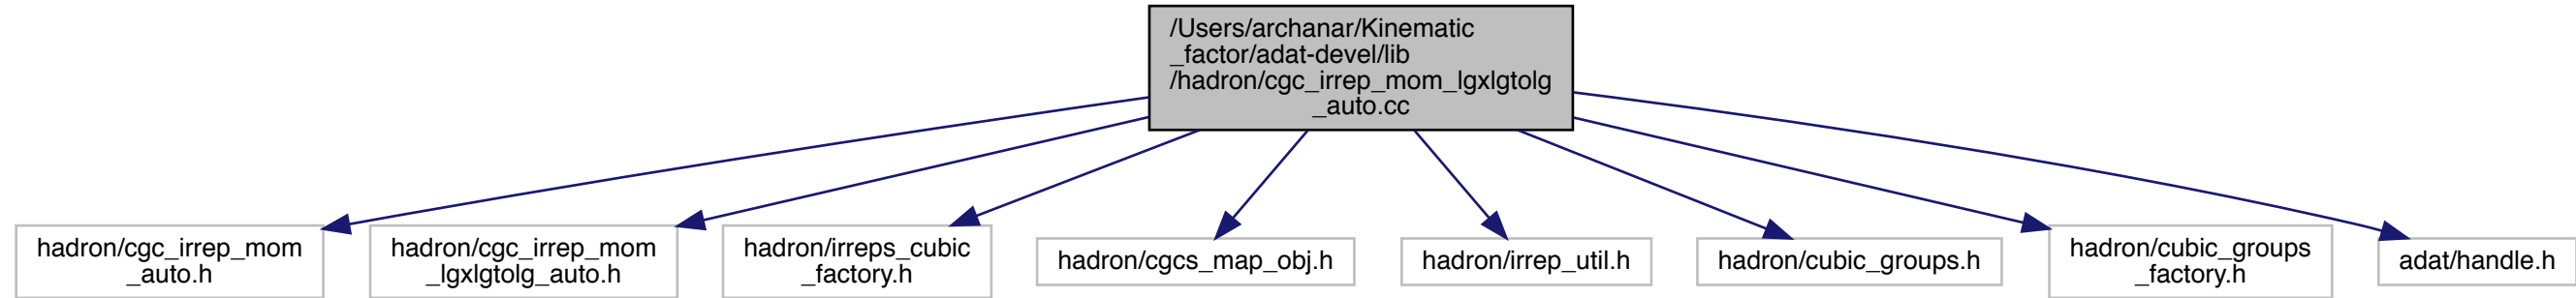 /Users/archanar/Kinematic
_factor/adat-devel/lib
/hadron/cgc_irrep_mom_lgxlgtolg
_auto.cc
hadron/cgc_irrep_mom
_auto.h
hadron/cgc_irrep_mom
_lgxlgtolg_auto.h
hadron/irreps_cubic
_factory.h
hadron/cgcs_map_obj.h
hadron/irrep_util.h
hadron/cubic_groups.h
hadron/cubic_groups
_factory.h
adat/handle.h